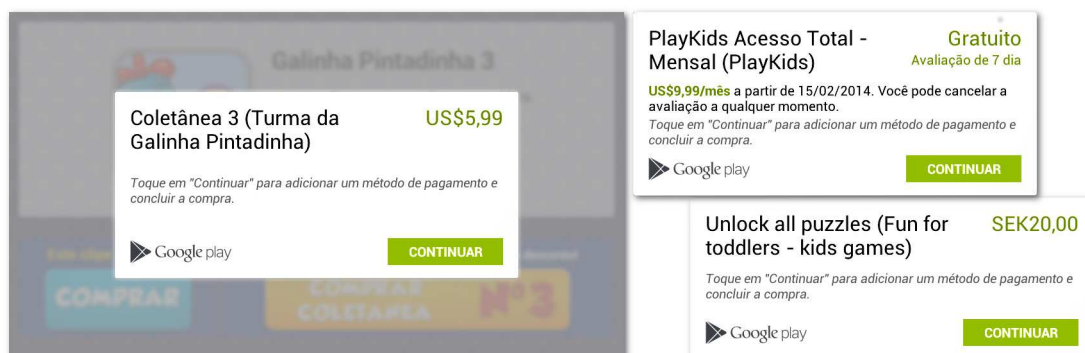 Galinha Pintadinha 3
Coletânea 3 (Turma da
Galinha Pintadinha)
US$5,99
Toque em "Continuar" para adicionar um método de pagamento e
concluir a compra.
Google play
CONTINUAR
COMPRAR
COMPRAR
COLETANEA
Nº3
PlayKids Acesso Total -
Mensal (PlayKids)
Gratuito
Avaliação de 7 dia
US$9,99/mês a partir de 15/02/2014. Você pode cancelar a
avaliação a qualquer momento.
Toque em "Continuar" para adicionar um método de pagamento e
concluir a compra.
Google play
CONTINUAR
Unlock all puzzles (Fun for
toddlers - kids games)
SEK20,00
Toque em "Continuar" para adicionar um método de pagamento e
concluir a compra.
Google play
CONTINUAR